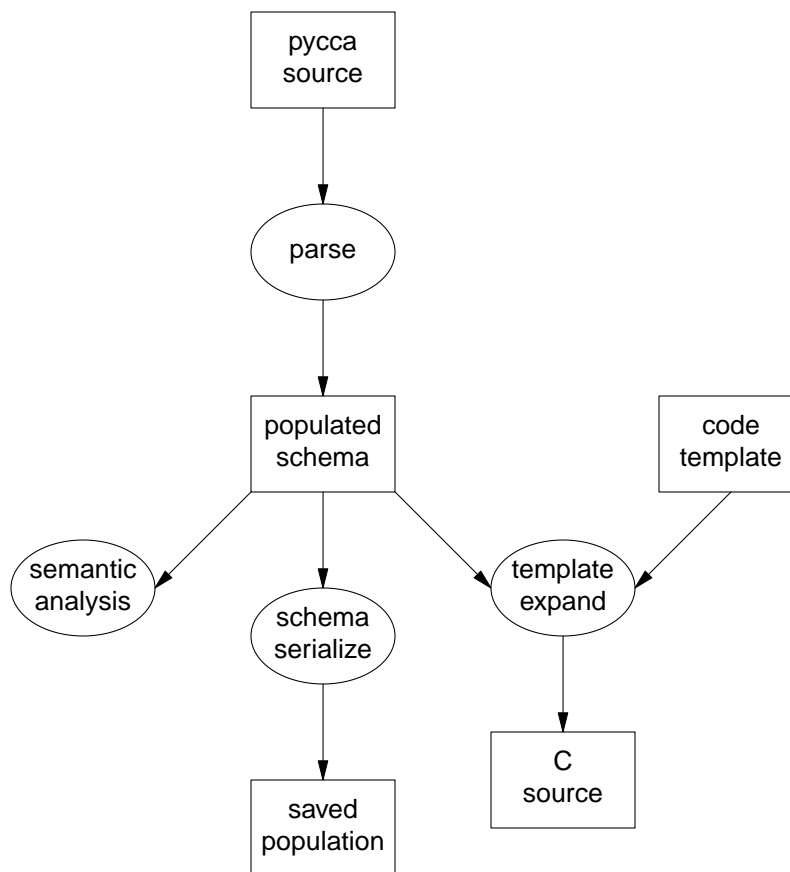 pycca
source
parse
populated
schema
code
template
semantic
analysis
schema
serialize
template
expand
C
source
saved
population